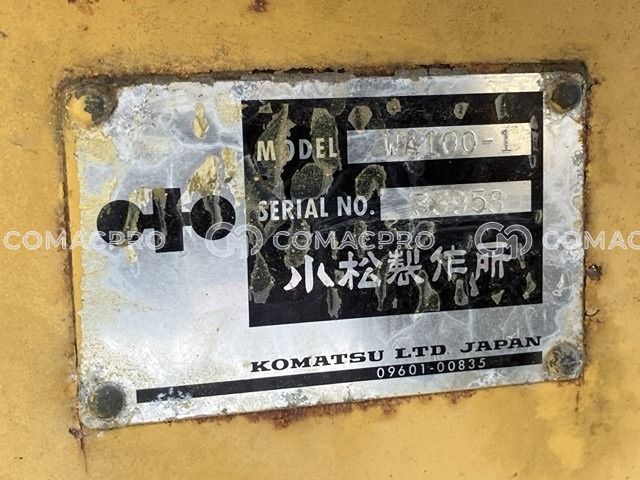 MODEL WA100-1
SERIAL NO.
COMACPRO COMACPRO COMACPRO
小松製作所
KOMATSU LTD. JAPAN
09601-00835